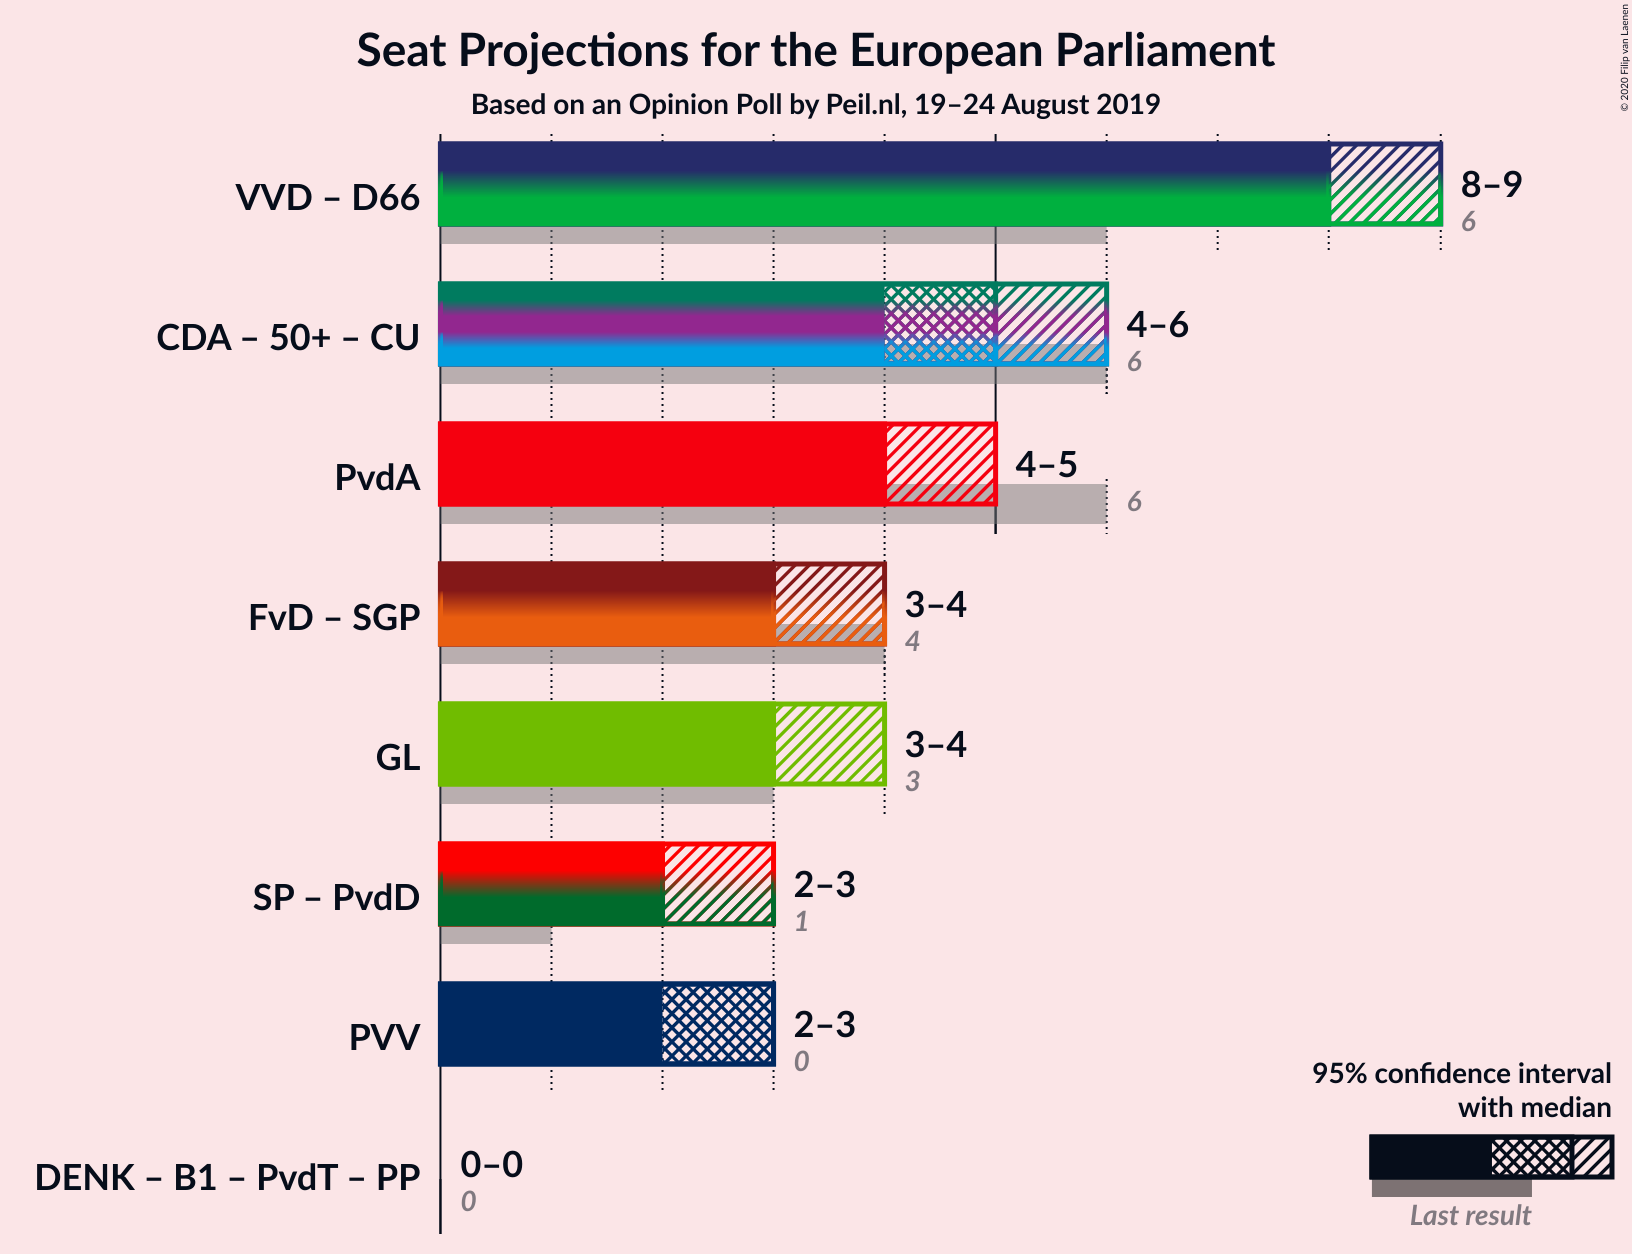 Seat Projections for the European Parliament
Based on an Opinion Poll by Peil.nl, 19–24 August 2019
© 2020 Filip van Laenen
VVD – D66
8–9
6
CDA – 50+ – CU
4–6
6
PvdA
4–5
6
FvD – SGP
3–4
4
GL
3–4
3
SP – PvdD
2–3
1
PVV
2–3
0
DENK – B1 – PvdT – PP
0–0
0
95% confidence interval
with median
Last result